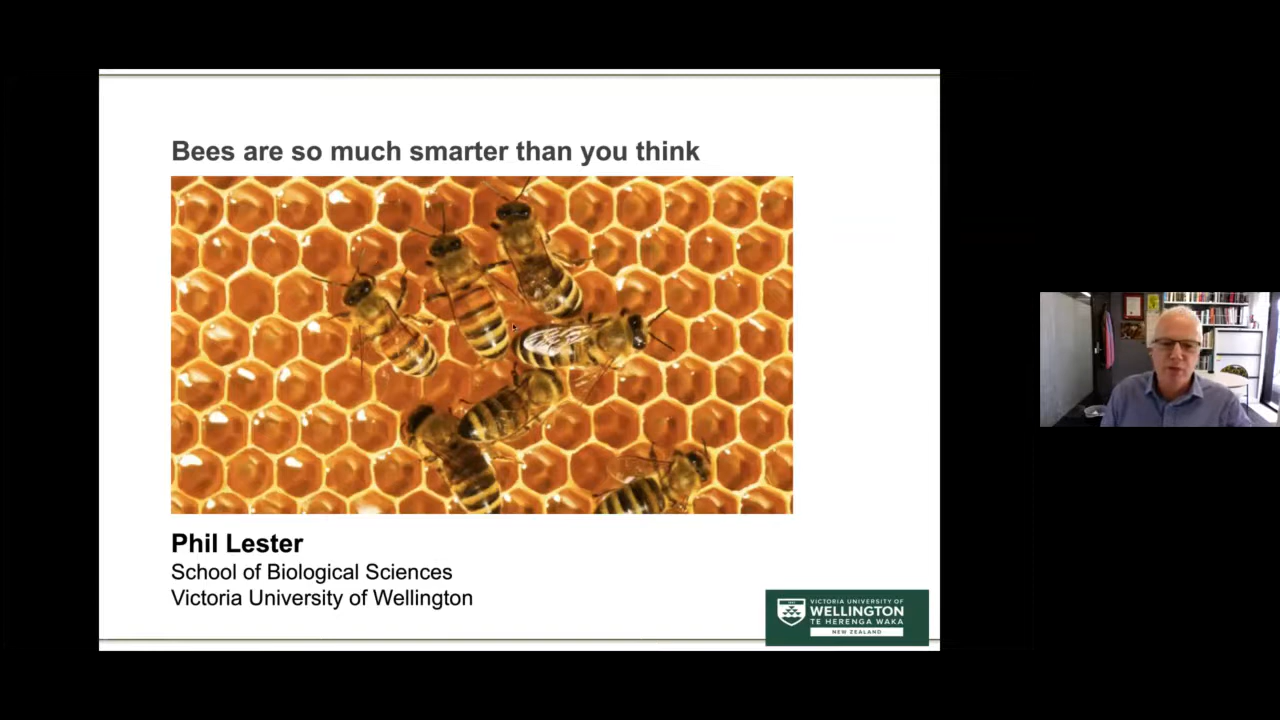 Bees are so much smarter than you think
Phil Lester
School of Biological Sciences
Victoria University of Wellington
VICTORIA UNIVERSITY OF
WELLINGTON
TE HERENGA WAKA
NEW ZEALAND